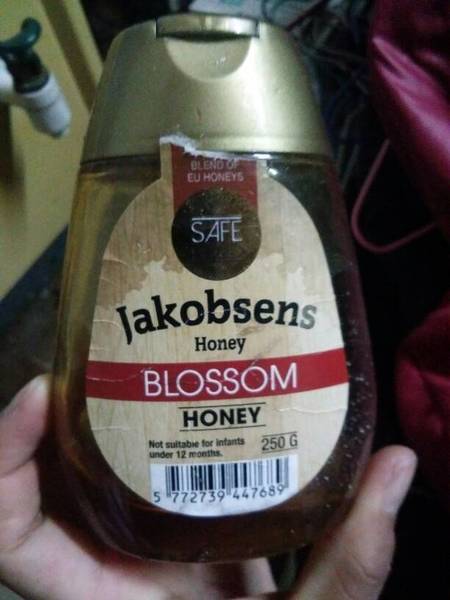 BLEND OF
EU HONEYS
SAFE
Jakobsens
Honey
BLOSSOM
HONEY
Not suitable for infants
under 12 months.
250 G
5 772739 447689